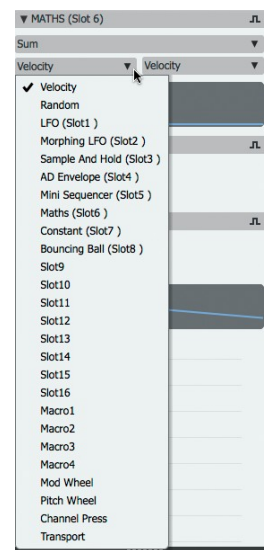 ▼ MATHS (Slot 6)
Sum ▼
Velocity ▼ Velocity ▼
✓ Velocity
Random
LFO (Slot1 )
Morphing LFO (Slot2 )
Sample And Hold (Slot3 )
AD Envelope (Slot4 )
Mini Sequencer (Slot5 )
Maths (Slot6 )
Constant (Slot7 )
Bouncing Ball (Slot8 )
Slot9
Slot10
Slot11
Slot12
Slot13
Slot14
Slot15
Slot16
Macro1
Macro2
Macro3
Macro4
Mod Wheel
Pitch Wheel
Channel Press
Transport